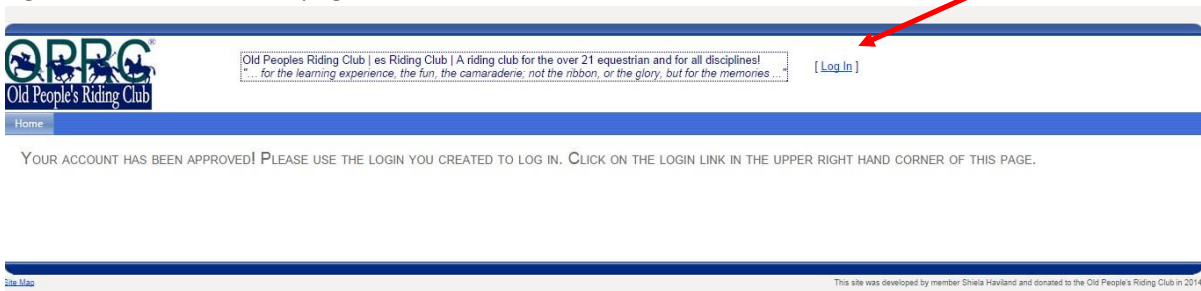 OPRC®
Old People's Riding Club
Old Peoples Riding Club | es Riding Club | A riding club for the over 21 equestrian and for all disciplines!
"... for the learning experience, the fun, the camaraderie; not the ribbon, or the glory, but for the memories ..."
[ Log In ]
Home
YOUR ACCOUNT HAS BEEN APPROVED! PLEASE USE THE LOGIN YOU CREATED TO LOG IN. CLICK ON THE LOGIN LINK IN THE UPPER RIGHT HAND CORNER OF THIS PAGE.
Site Map
This site was developed by member Shiela Haviland and donated to the Old People's Riding Club in 2014